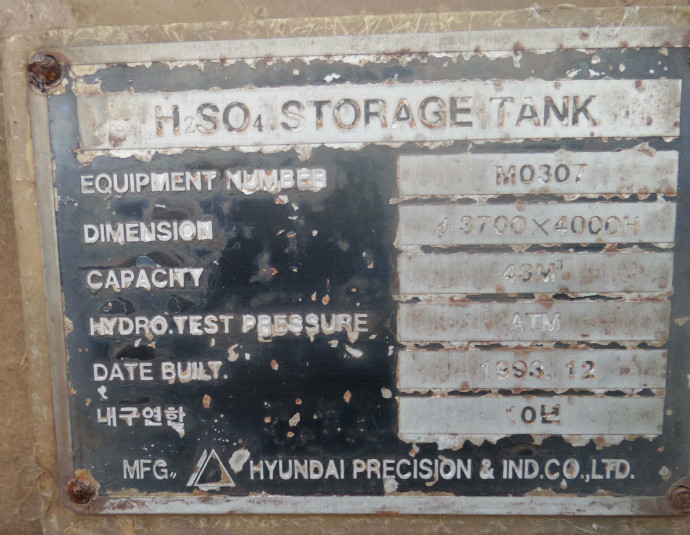 H₂SO₄ STORAGE TANK
EQUIPMENT NUMBER M0307
DIMENSION ϕ3700×4000H
CAPACITY 43M³
HYDRO.TEST PRESSURE ATM
DATE BUILT. 1993.12
내구연한 10년
MFG., HYUNDAI PRECISION & IND.CO.,LTD.